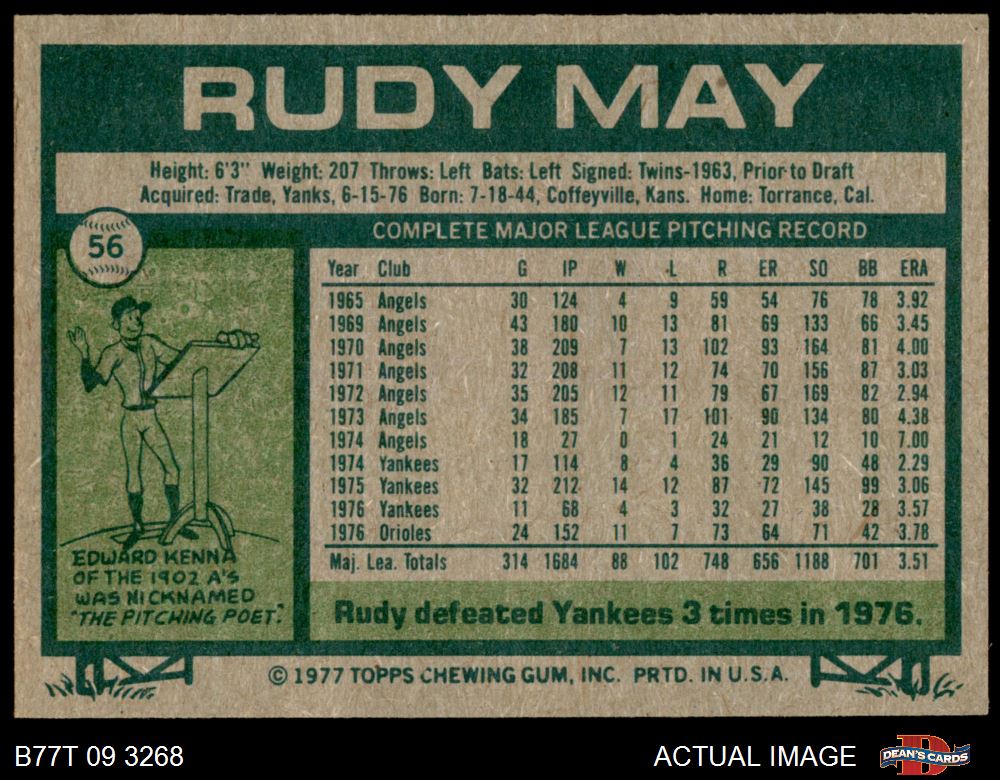 RUDY MAY
Height: 6'3" Weight: 207 Throws: Left Bats: Left Signed: Twins-1963, Prior to Draft
Acquired: Trade, Yanks, 6-15-76 Born: 7-18-44, Coffeyville, Kans. Home: Torrance, Cal.
56
COMPLETE MAJOR LEAGUE PITCHING RECORD
Year Club G IP W L R ER SO BB ERA
1965 Angels 30 124 4 9 59 54 76 78 3.92
1969 Angels 43 180 10 13 81 69 133 66 3.45
1970 Angels 38 209 7 13 102 93 164 81 4.00
1971 Angels 32 208 11 12 74 70 156 87 3.03
1972 Angels 35 205 12 11 79 67 169 82 2.94
1973 Angels 34 185 7 17 101 90 134 80 4.38
1974 Angels 18 27 0 1 24 21 12 10 7.00
1974 Yankees 17 114 8 4 36 29 90 48 2.29
1975 Yankees 32 212 14 12 87 72 145 99 3.06
1976 Yankees 11 68 4 3 32 27 38 28 3.57
1976 Orioles 24 152 11 7 73 64 71 42 3.78
Maj. Lea. Totals 314 1684 88 102 748 656 1188 701 3.51
EDWARD KENNA
OF THE 1902 A'S
WAS NICKNAMED
"THE PITCHING POET."
Rudy defeated Yankees 3 times in 1976.
© 1977 TOPPS CHEWING GUM, INC. PRTD. IN U.S.A.
B77T 09 3268
ACTUAL IMAGE
DEAN'S CARDS